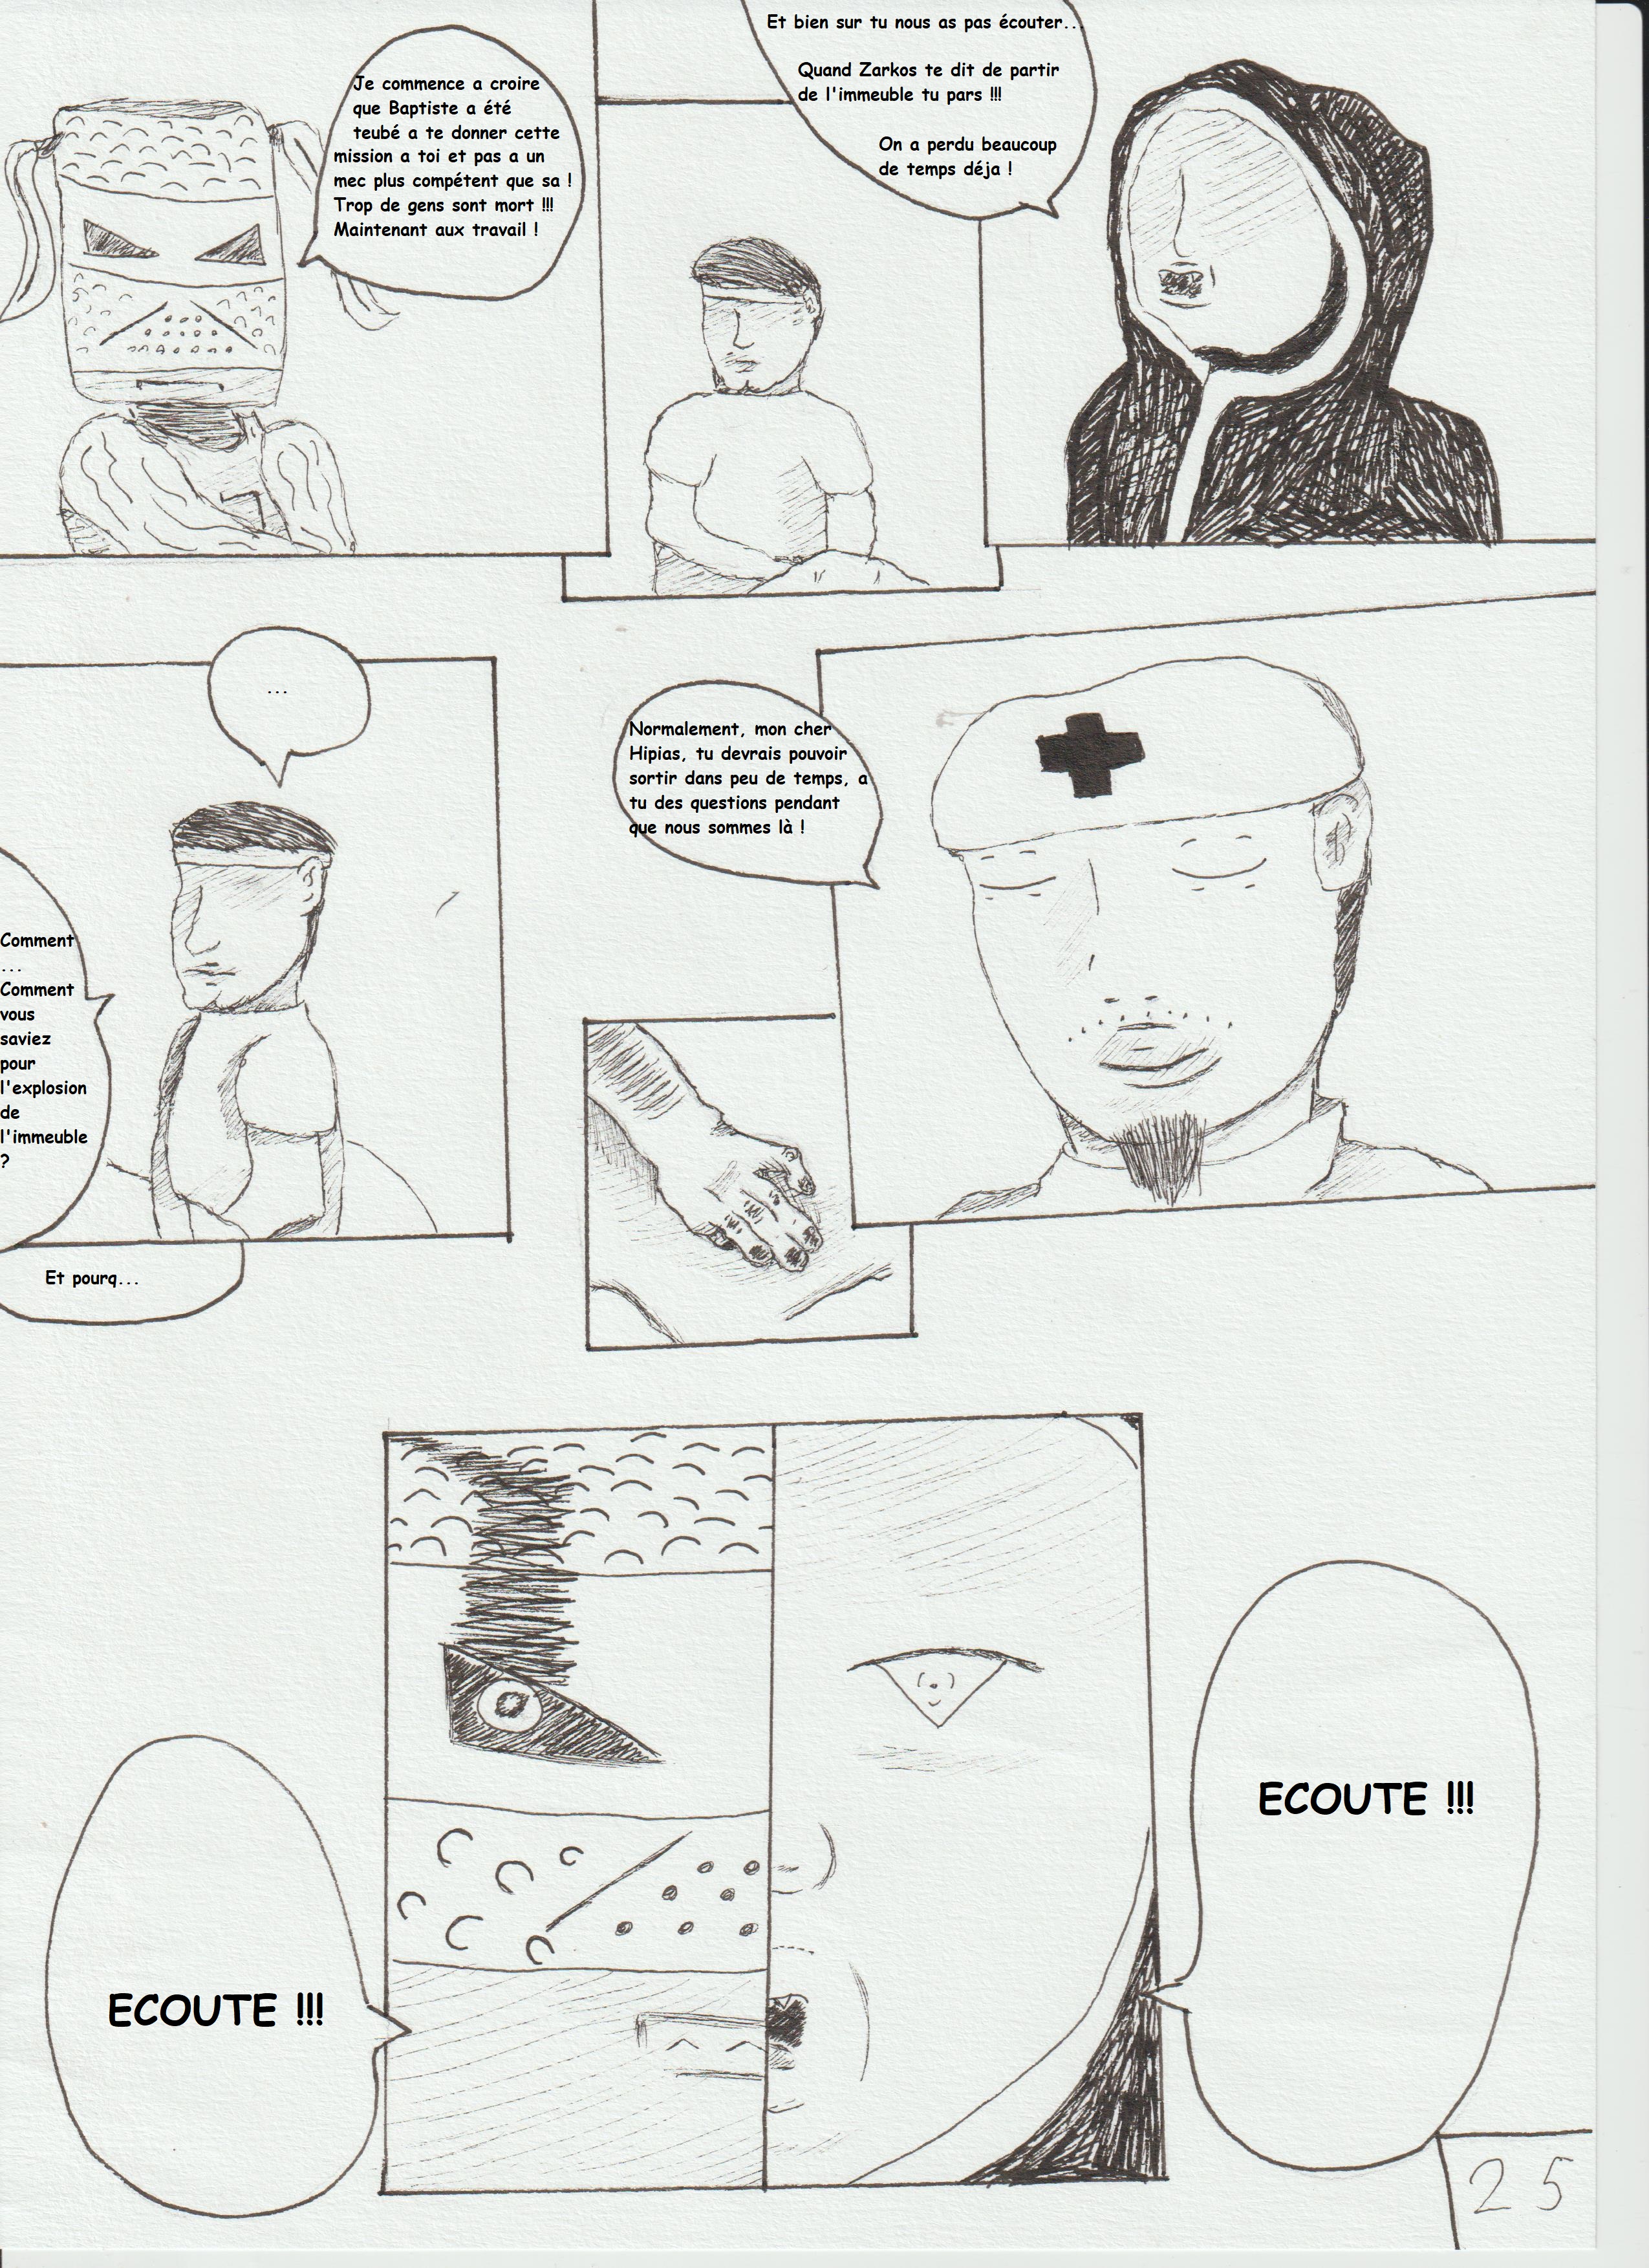 Je commence a croire
que Baptiste a été
teubé a te donner cette
mission a toi et pas a un
mec plus compétent que sa !
Trop de gens sont mort !!!
Maintenant aux travail !
Et bien sur tu nous as pas écouter...
Quand Zarkos te dit de partir
de l'immeuble tu pars !!!
On a perdu beaucoup
de temps déja !
...
Normalement, mon cher
Hipias, tu devrais pouvoir
sortir dans peu de temps, a
tu des questions pendant
que nous sommes là !
Comment
...
Comment
vous
saviez
pour
l'explosion
de
l'immeuble
?
Et pourq...
ECOUTE !!!
ECOUTE !!!
25